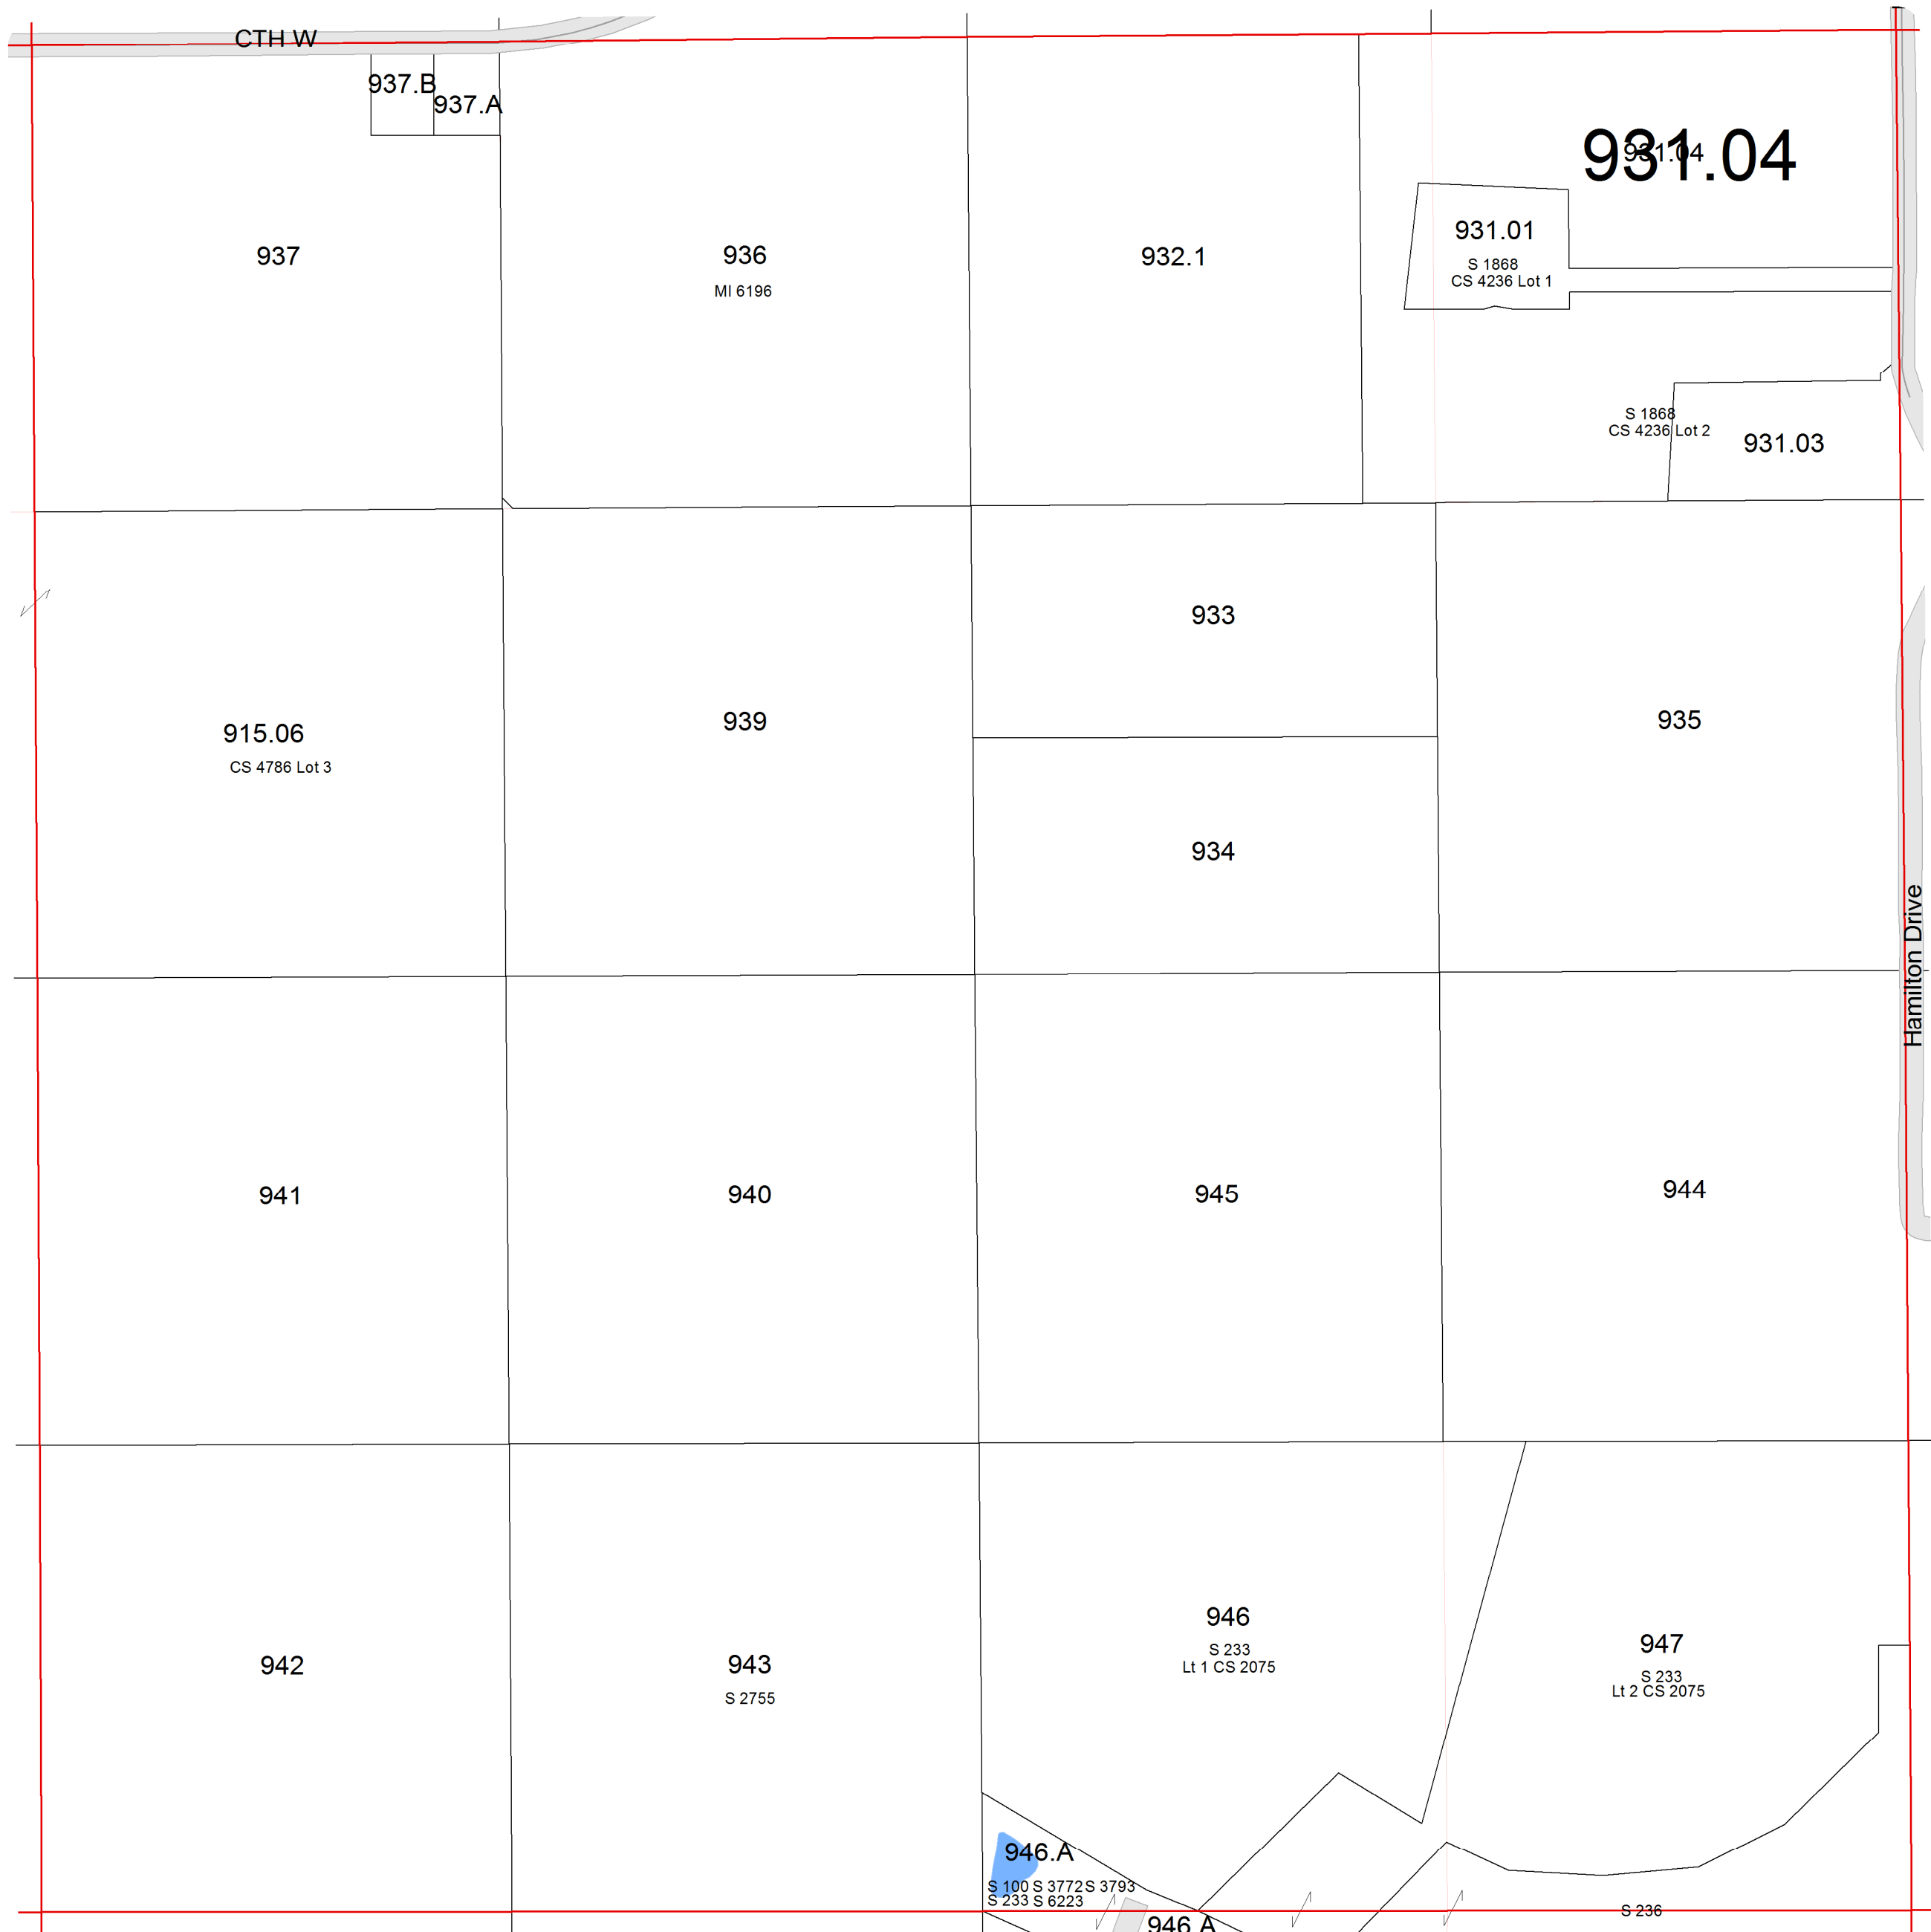 CTH W
937.B
937.A
931.04
931.04
931.01
S 1868
CS 4236 Lot 1
937
936
MI 6196
932.1
S 1868
CS 4236 Lot 2
931.03
933
915.06
CS 4786 Lot 3
939
935
934
Hamilton Drive
941
940
945
944
946
S 233
Lt 1 CS 2075
947
S 233
Lt 2 CS 2075
942
943
S 2755
946.A
S 100 S 3772 S 3793
S 233 S 6223
S 236
946.A